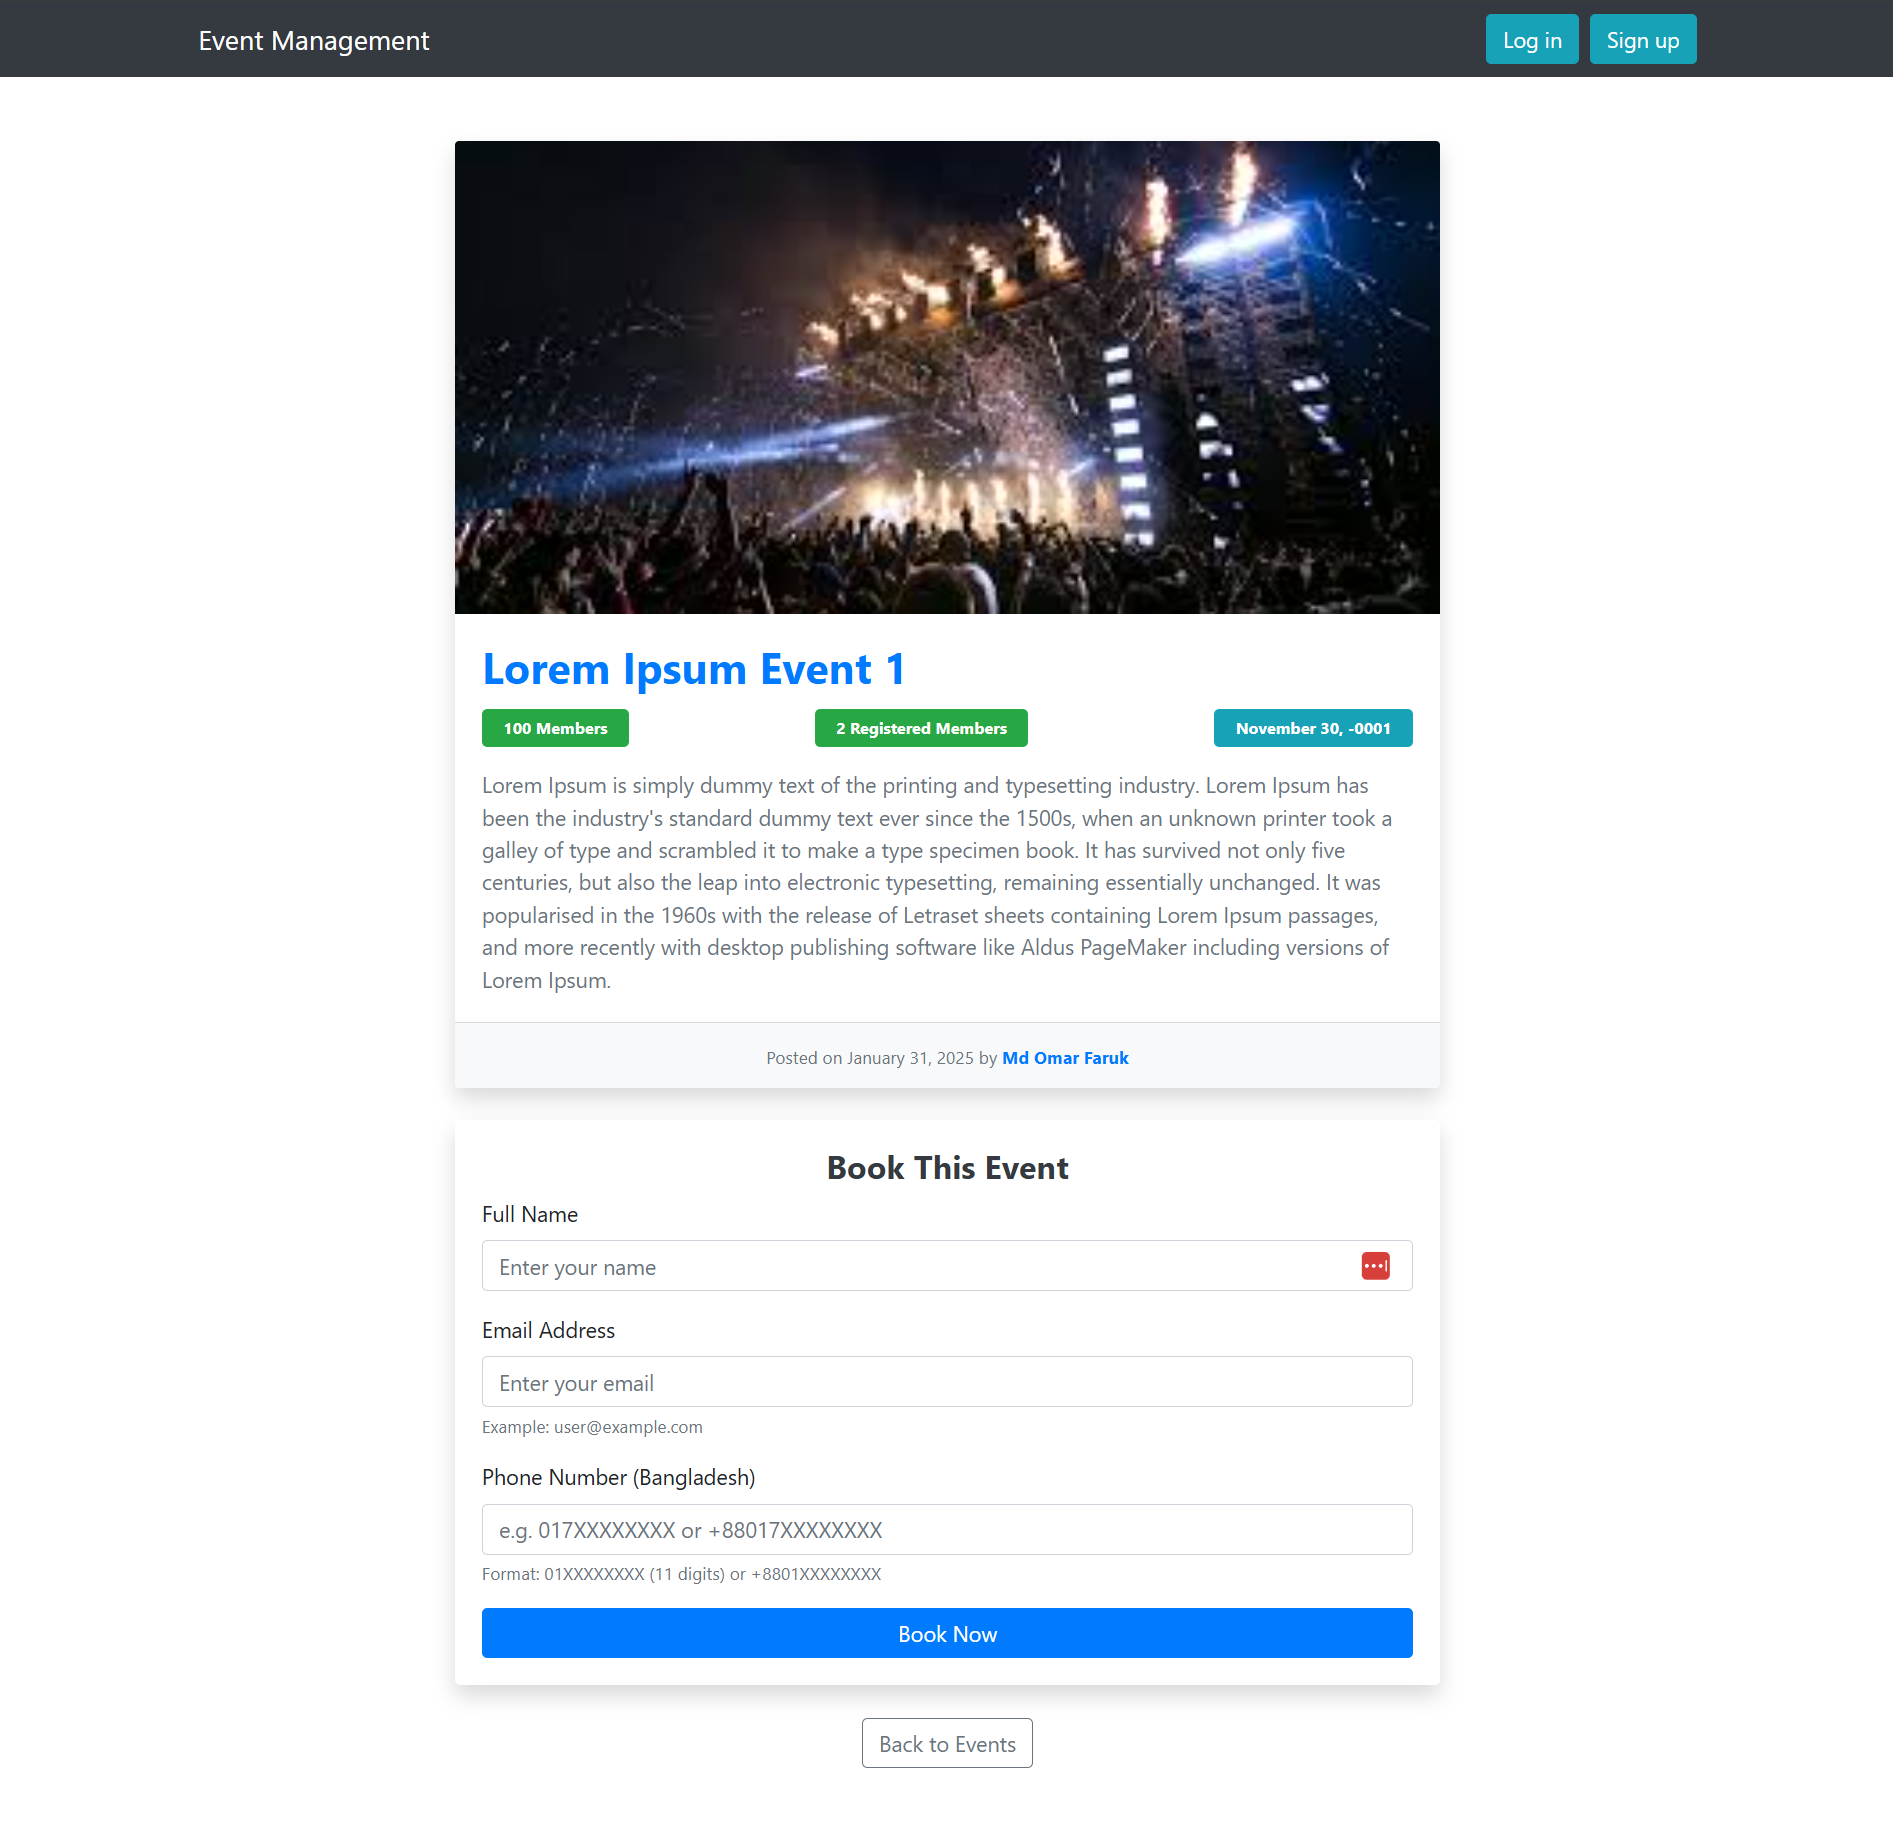 Event Management
Log in
Sign up
Lorem Ipsum Event 1
100 Members
2 Registered Members
November 30, -0001
Lorem Ipsum is simply dummy text of the printing and typesetting industry. Lorem Ipsum has
been the industry's standard dummy text ever since the 1500s, when an unknown printer took a
galley of type and scrambled it to make a type specimen book. It has survived not only five
centuries, but also the leap into electronic typesetting, remaining essentially unchanged. It was
popularised in the 1960s with the release of Letraset sheets containing Lorem Ipsum passages,
and more recently with desktop publishing software like Aldus PageMaker including versions of
Lorem Ipsum.
Posted on January 31, 2025 by Md Omar Faruk
Book This Event
Full Name
Enter your name
Email Address
Enter your email
Example: user@example.com
Phone Number (Bangladesh)
e.g. 017XXXXXXXX or +88017XXXXXXXX
Format: 01XXXXXXXX (11 digits) or +8801XXXXXXXX
Book Now
Back to Events